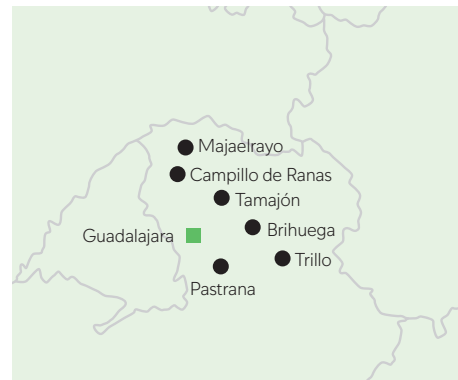 Majaelrayo
Campillo de Ranas
Tamajón
Brihuega
Guadalajara
Trillo
Pastrana